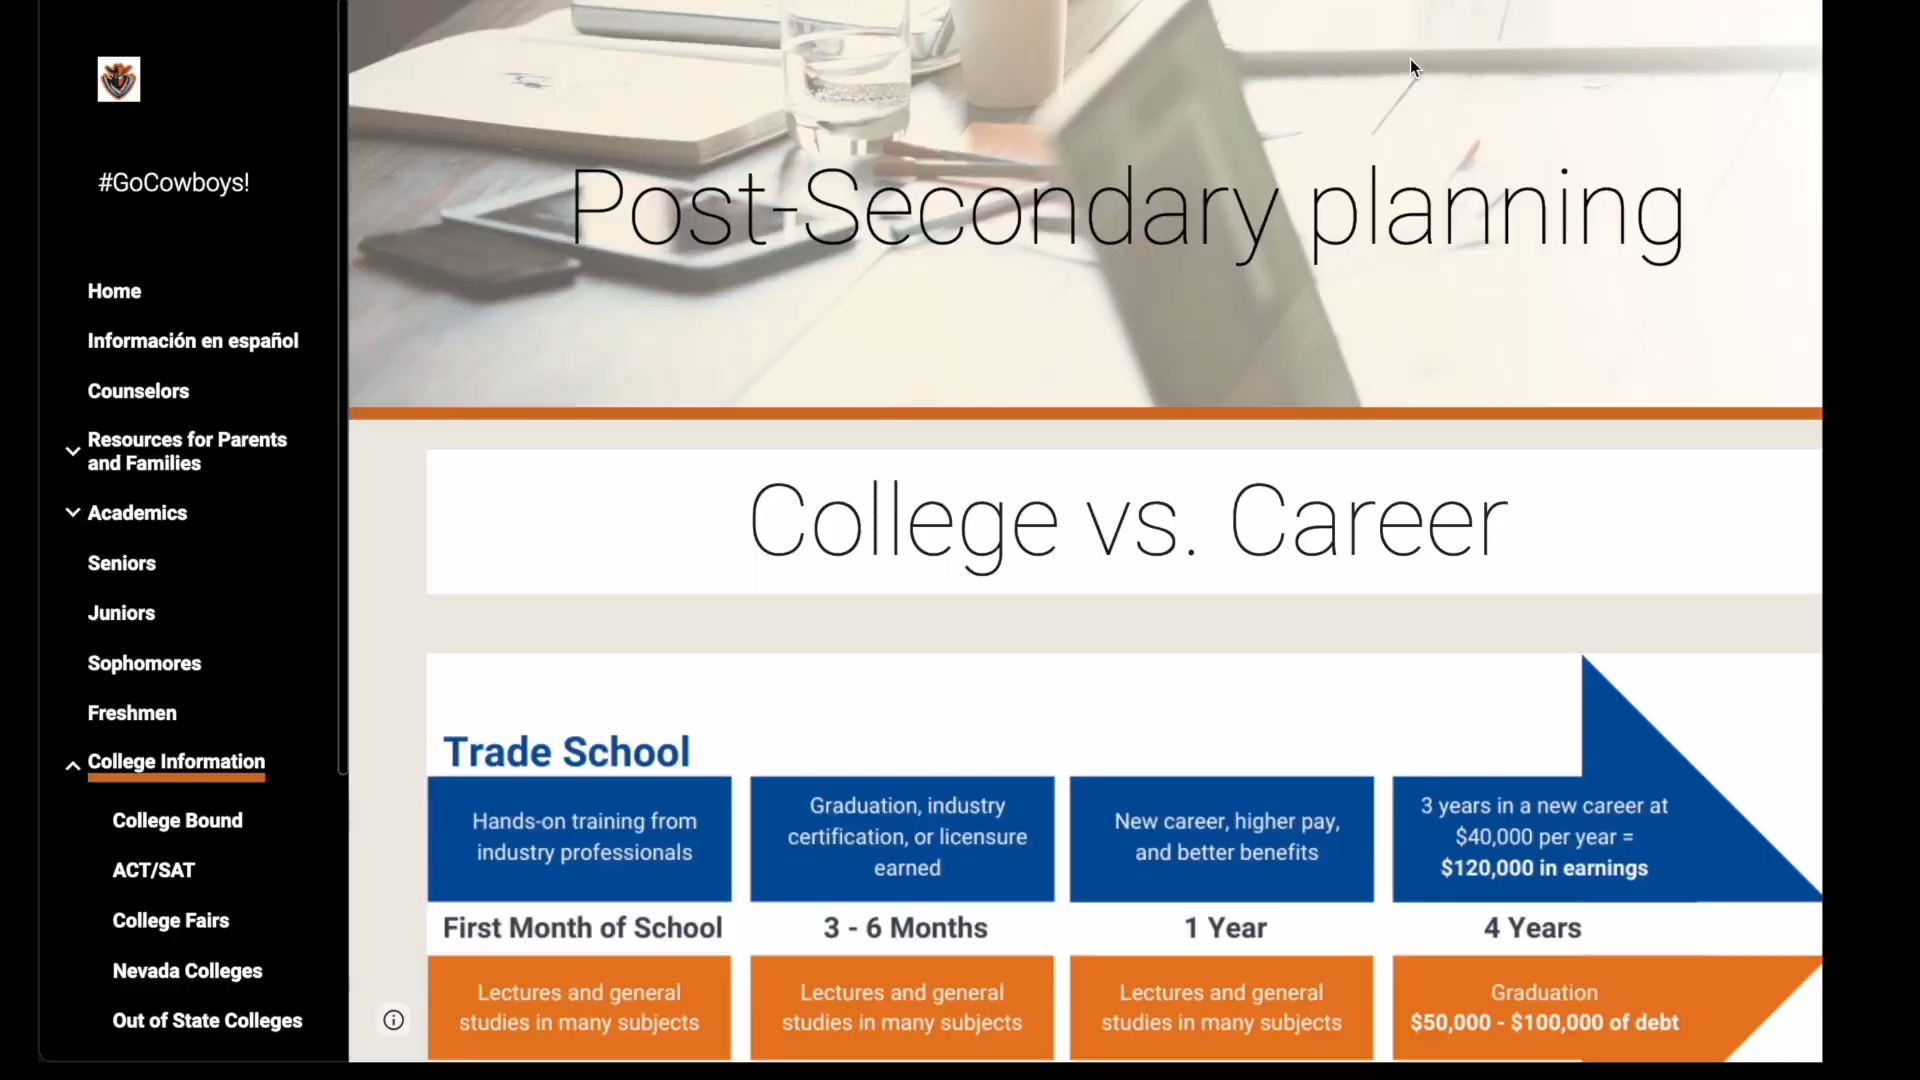 #GoCowboys!
Home
Información en español
Counselors
Resources for Parents
and Families
Academics
Seniors
Juniors
Sophomores
Freshmen
College Information
College Bound
ACT/SAT
College Fairs
Nevada Colleges
Out of State Colleges
Post-Secondary planning
College vs. Career
Trade School
Hands-on training from
industry professionals
Graduation, industry
certification, or licensure
earned
New career, higher pay,
and better benefits
3 years in a new career at
$40,000 per year =
$120,000 in earnings
First Month of School
3 - 6 Months
1 Year
4 Years
Lectures and general
studies in many subjects
Lectures and general
studies in many subjects
Lectures and general
studies in many subjects
Graduation
$50,000 - $100,000 of debt